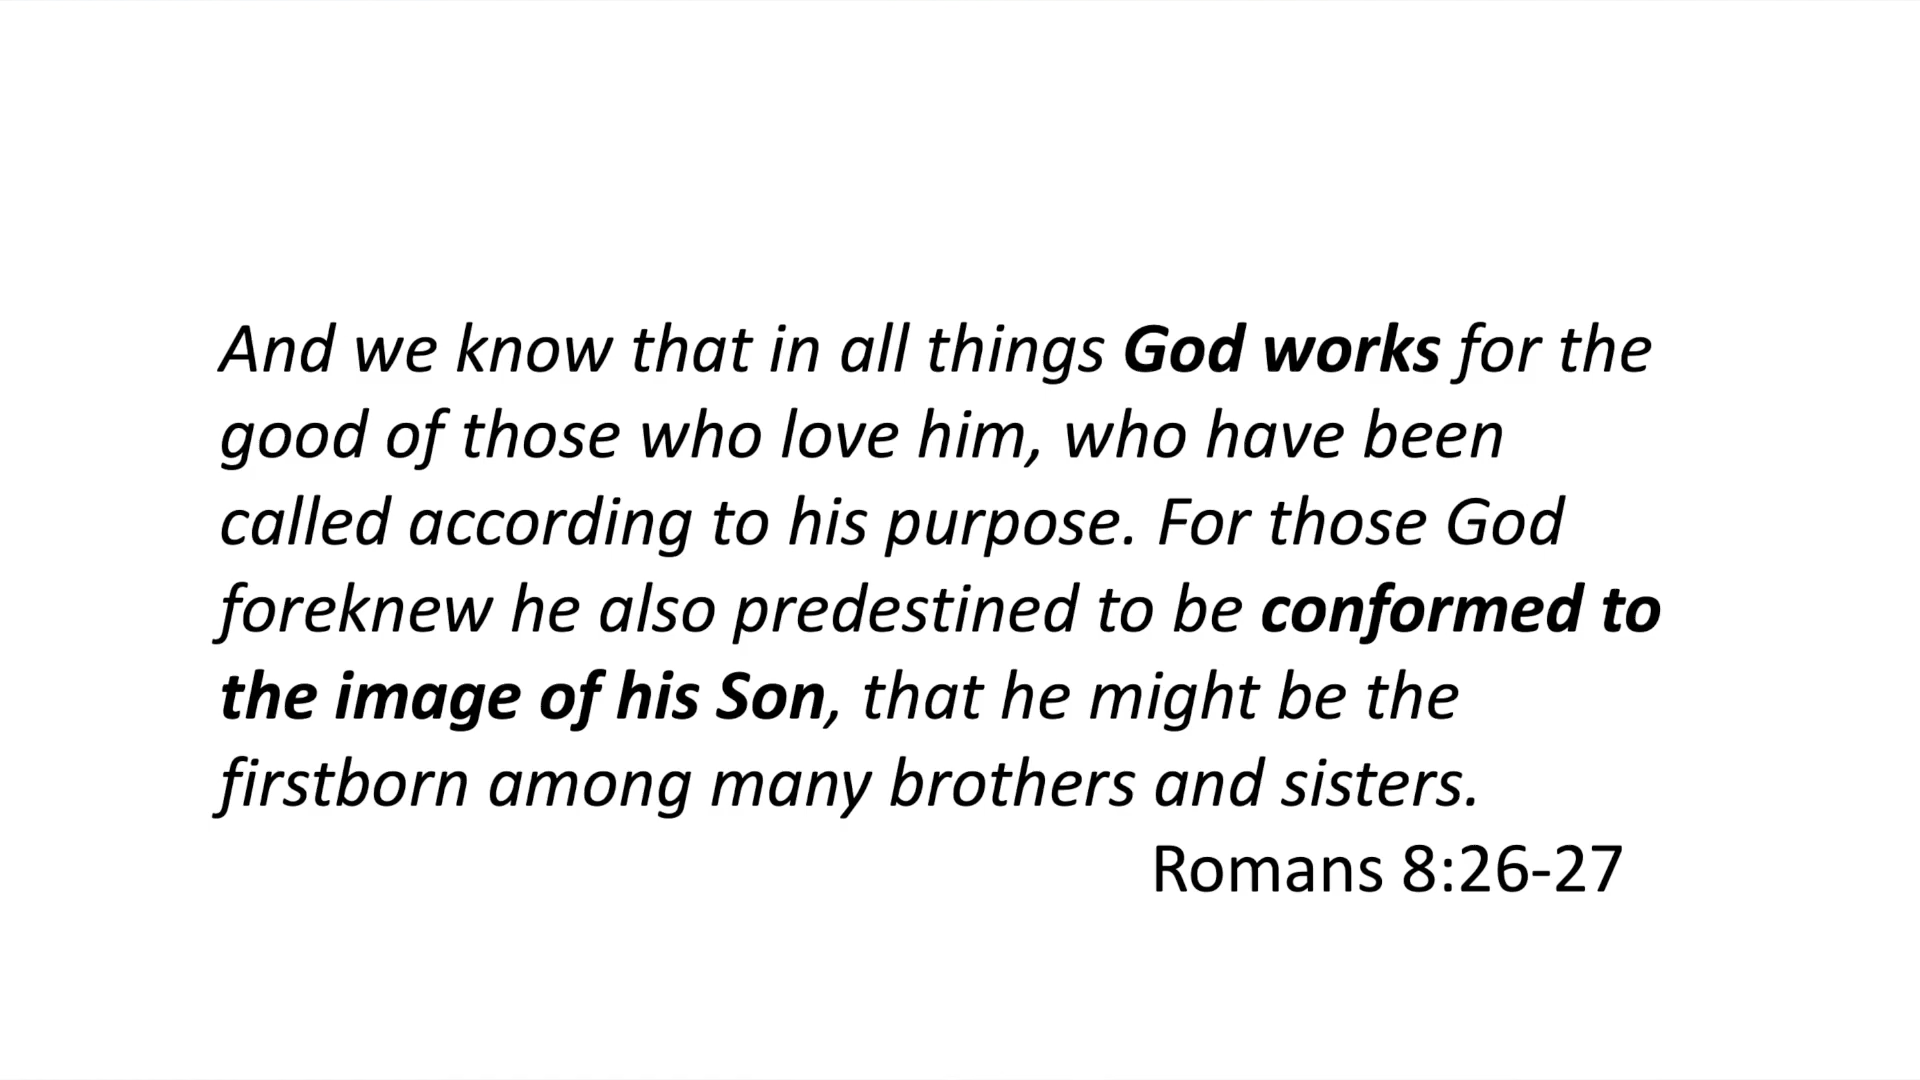 And we know that in all things God works for the
good of those who love him, who have been
called according to his purpose. For those God
foreknew he also predestined to be conformed to
the image of his Son, that he might be the
firstborn among many brothers and sisters.
Romans 8:26-27